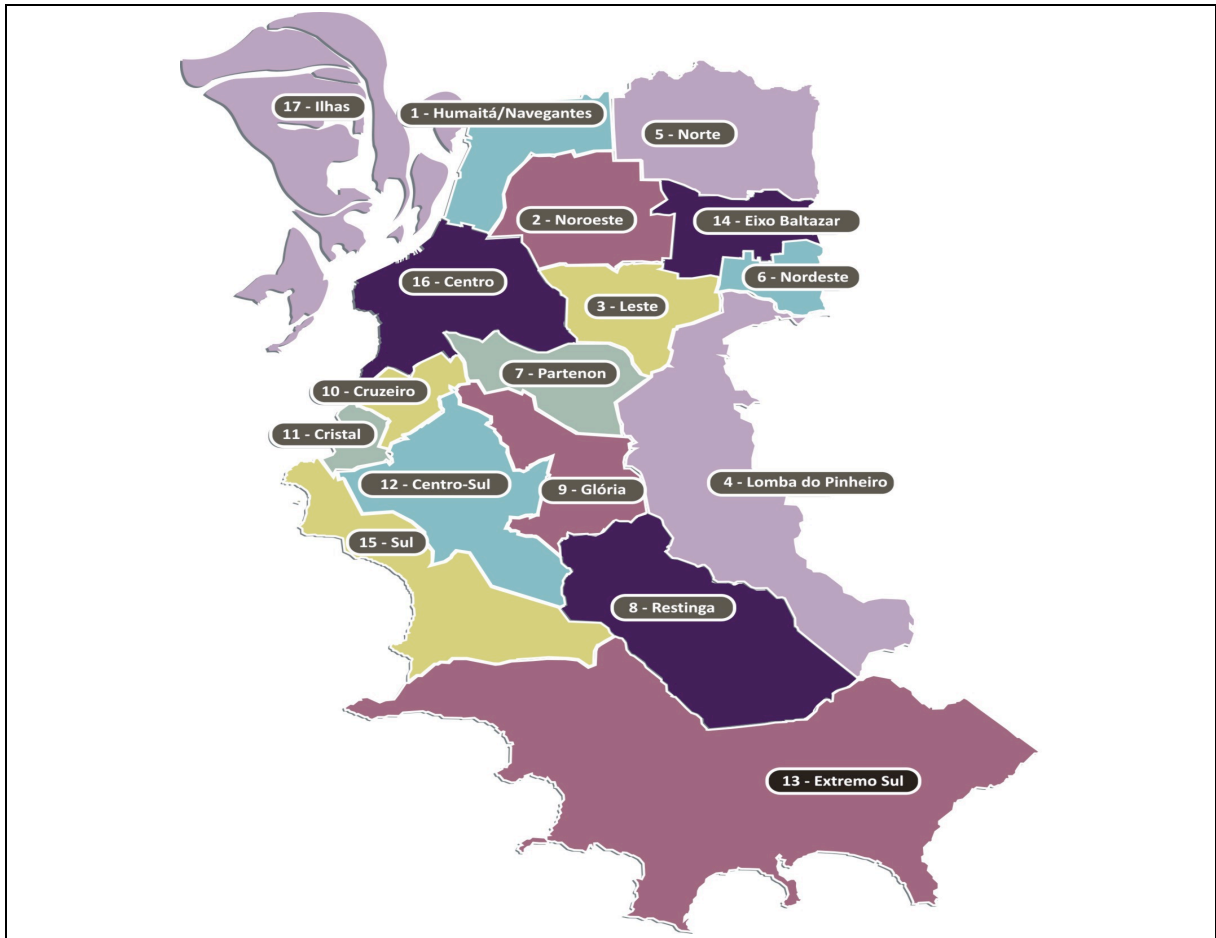 17 - Ilhas
1 - Humaitá/Navegantes
5 - Norte
2 - Noroeste
14 - Eixo Baltazar
16 - Centro
6 - Nordeste
3 - Leste
7 - Partenon
10 - Cruzeiro
11 - Cristal
12 - Centro-Sul
9 - Glória
4 - Lomba do Pinheiro
15 - Sul
8 - Restinga
13 - Extremo Sul